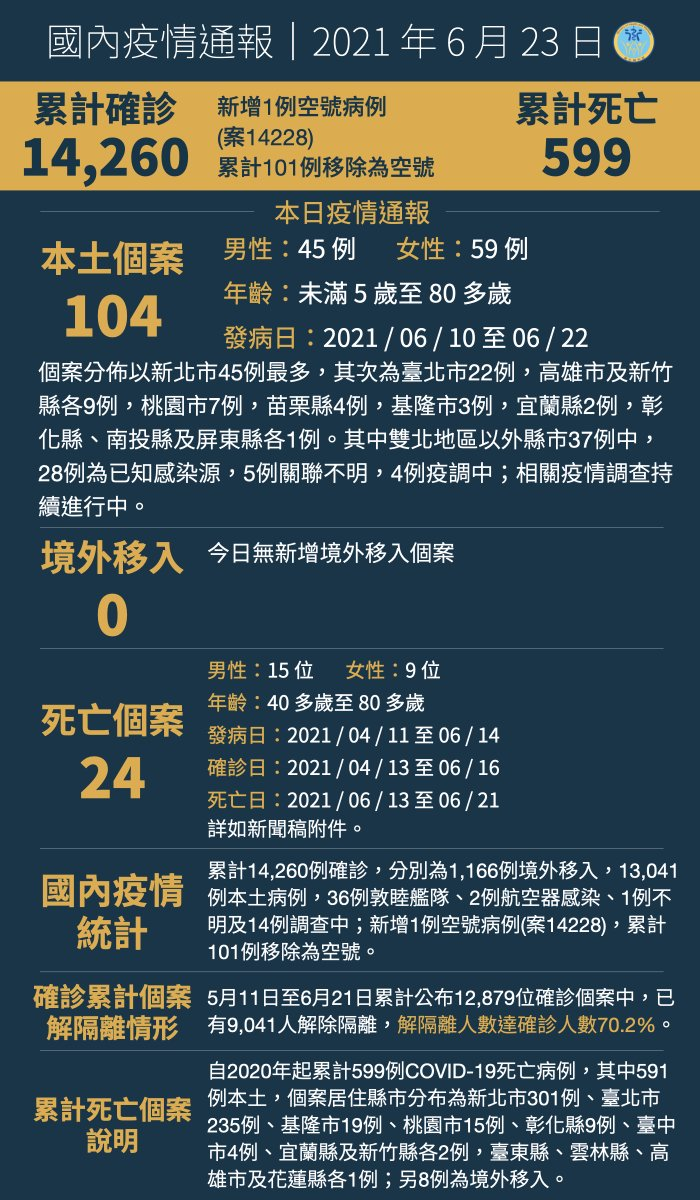 國內疫情通報｜2021 年 6 月 23 日
累計確診
14,260
新增1例空號病例
(案14228)
累計101例移除為空號
累計死亡
599
本日疫情通報
本土個案
104
男性：45 例 女性：59 例
年齡：未滿 5 歲至 80 多歲
發病日：2021 / 06 / 10 至 06 / 22
個案分佈以新北市45例最多，其次為臺北市22例，高雄市及新竹
縣各9例，桃園市7例，苗栗縣4例，基隆市3例，宜蘭縣2例，彰
化縣、南投縣及屏東縣各1例。其中雙北地區以外縣市37例中，
28例為已知感染源，5例關聯不明，4例疫調中；相關疫情調查持
續進行中。
境外移入
0
今日無新增境外移入個案
死亡個案
24
男性：15 位 女性：9 位
年齡：40 多歲至 80 多歲
發病日：2021 / 04 / 11 至 06 / 14
確診日：2021 / 04 / 13 至 06 / 16
死亡日：2021 / 06 / 13 至 06 / 21
詳如新聞稿附件。
國內疫情
統計
累計14,260例確診，分別為1,166例境外移入，13,041
例本土病例，36例敦睦艦隊、2例航空器感染、1例不
明及14例調查中；新增1例空號病例(案14228)，累計
101例移除為空號。
確診累計個案
解隔離情形
5月11日至6月21日累計公布12,879位確診個案中，已
有9,041人解除隔離，解隔離人數達確診人數70.2%。
累計死亡個案
說明
自2020年起累計599例COVID-19死亡病例，其中591
例本土，個案居住縣市分布為新北市301例、臺北市
235例、基隆市19例、桃園市15例、彰化縣9例、臺中
市4例、宜蘭縣及新竹縣各2例，臺東縣、雲林縣、高
雄市及花蓮縣各1例；另8例為境外移入。